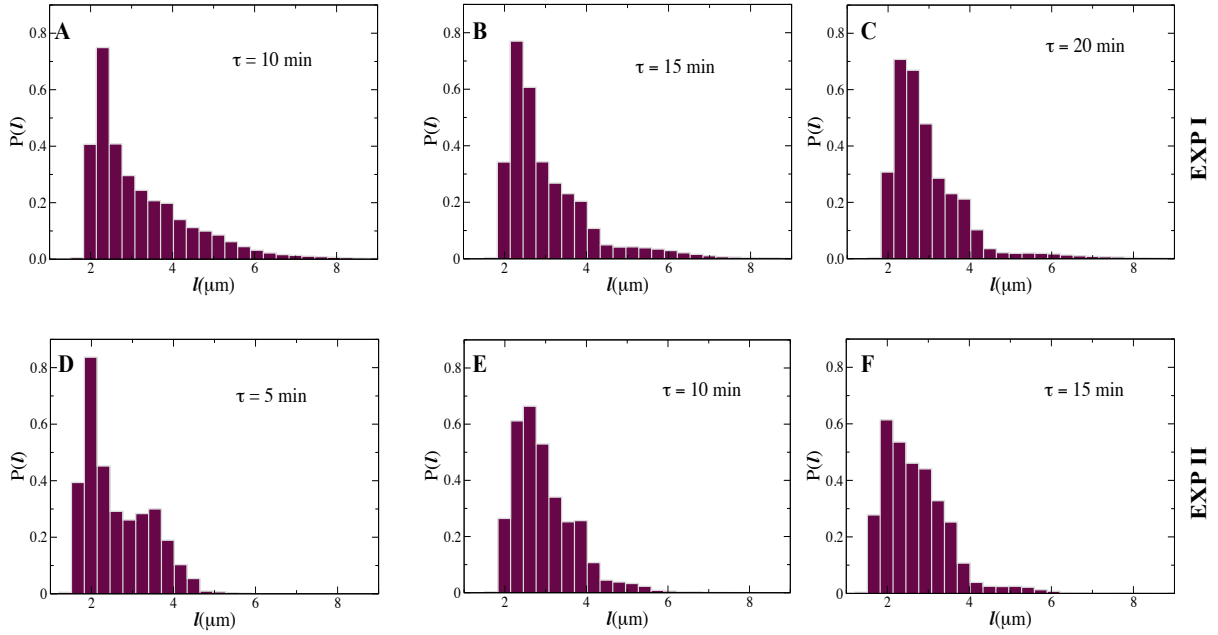 A
τ = 10 min
P(l)
0.8
0.6
0.4
0.2
0.0
2 4 6 8
l(μm)
B
τ = 15 min
P(l)
0.8
0.6
0.4
0.2
0.0
2 4 6 8
l(μm)
C
τ = 20 min
P(l)
0.8
0.6
0.4
0.2
0.0
2 4 6 8
l(μm)
EXP I
D
τ = 5 min
P(l)
0.8
0.6
0.4
0.2
0
2 4 6 8
l(μm)
E
τ = 10 min
P(l)
0.8
0.6
0.4
0.2
0
2 4 6 8
l(μm)
F
τ = 15 min
P(l)
0.8
0.6
0.4
0.2
0
2 4 6 8
l(μm)
EXP II